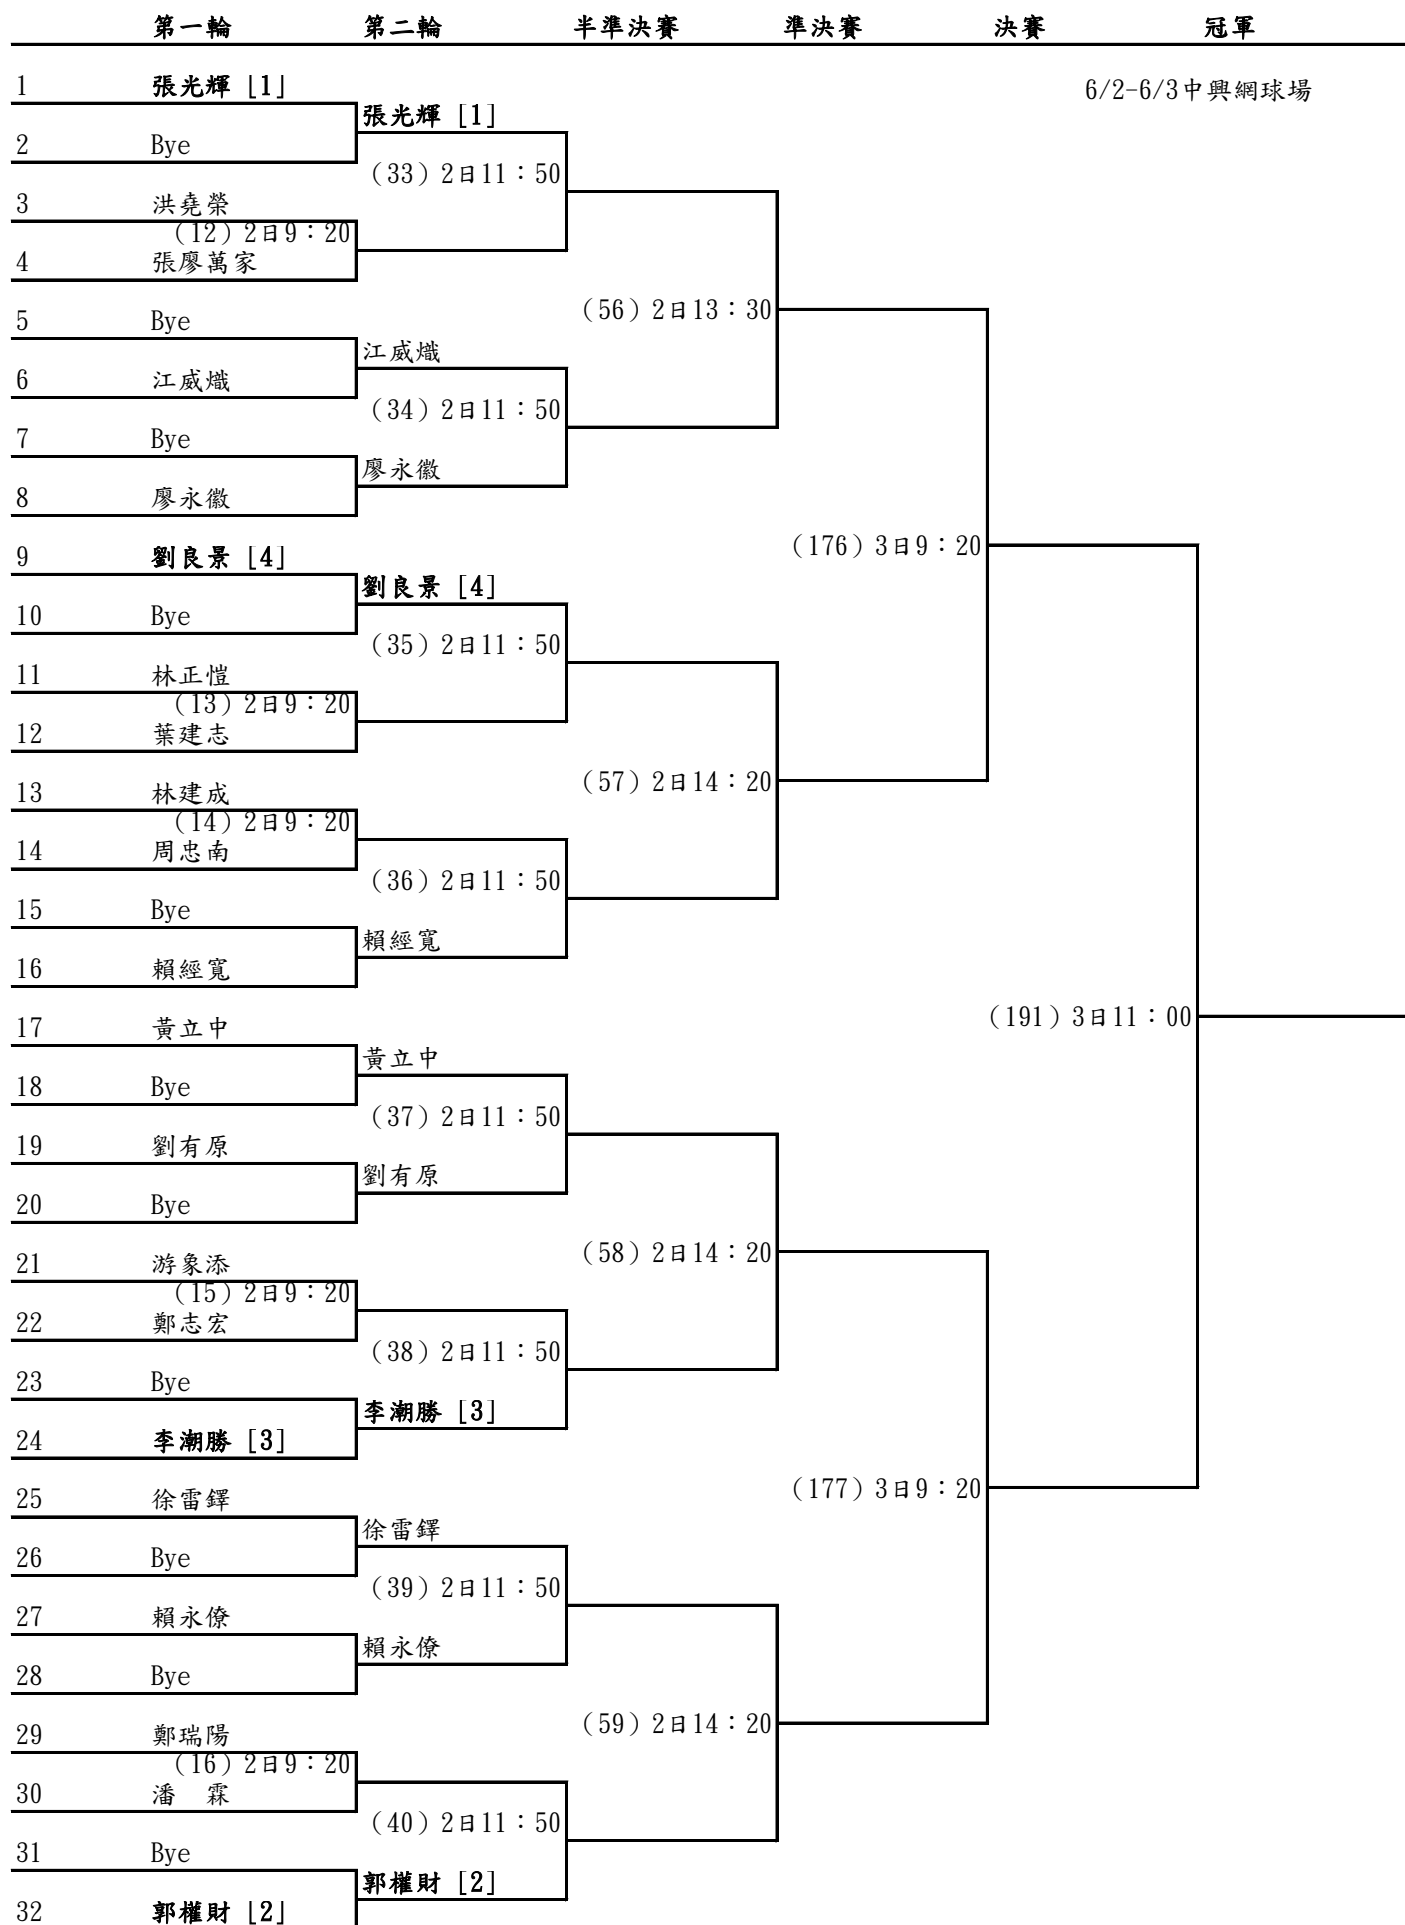 第一輪 第二輪 半準決賽 準決賽 決賽 冠軍
1 張光輝 [1] 6/2-6/3中興網球場
張光輝 [1]
2 Bye
(33) 2日11：50
3 洪堯榮
(12) 2日9：20
4 張廖萬家
(56) 2日13：30
5 Bye
江威熾
6 江威熾
(34) 2日11：50
7 Bye
廖永徽
8 廖永徽
(176) 3日9：20
9 劉良景 [4]
劉良景 [4]
10 Bye
(35) 2日11：50
11 林正愷
(13) 2日9：20
12 葉建志
(57) 2日14：20
13 林建成
(14) 2日9：20
14 周忠南
(36) 2日11：50
15 Bye
賴經寬
16 賴經寬
(191) 3日11：00
17 黃立中
黃立中
18 Bye
(37) 2日11：50
19 劉有原
劉有原
20 Bye
(58) 2日14：20
21 游象添
(15) 2日9：20
22 鄭志宏
(38) 2日11：50
23 Bye
李潮勝 [3]
24 李潮勝 [3]
(177) 3日9：20
25 徐雷鐸
徐雷鐸
26 Bye
(39) 2日11：50
27 賴永僚
賴永僚
28 Bye
(59) 2日14：20
29 鄭瑞陽
(16) 2日9：20
30 潘　霖
(40) 2日11：50
31 Bye
郭權財 [2]
32 郭權財 [2]